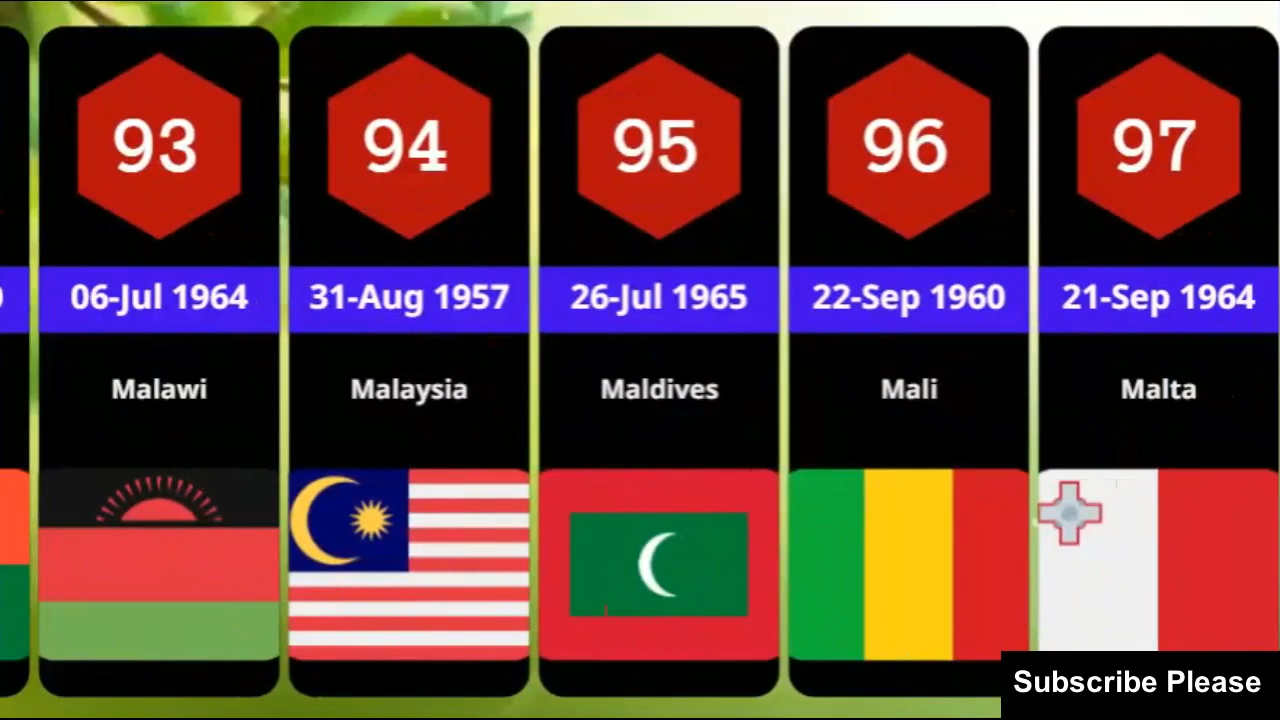 93
94
95
96
97
06-Jul 1964
31-Aug 1957
26-Jul 1965
22-Sep 1960
21-Sep 1964
Malawi
Malaysia
Maldives
Mali
Malta
Subscribe Please